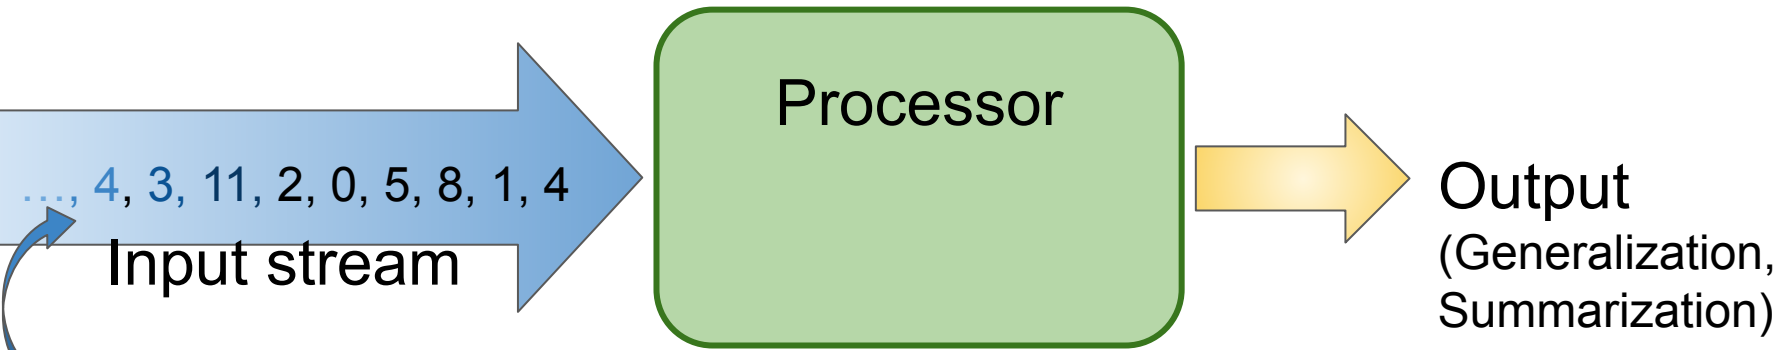 Processor
..., 4, 3, 11, 2, 0, 5, 8, 1, 4
Input stream
Output
(Generalization,
Summarization)